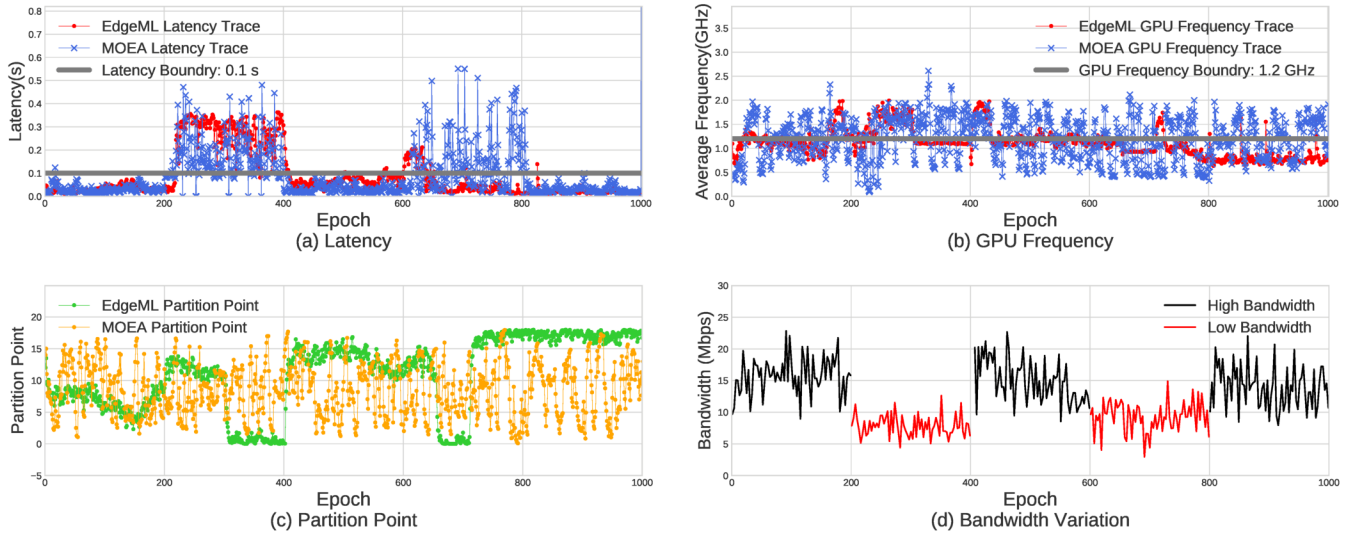 EdgeML Latency Trace
MOEA Latency Trace
Latency Boundry: 0.1 s
Latency(s)
0.8
0.7
0.6
0.5
0.4
0.3
0.2
0.1
0.0
0 200 400 600 800 1000
Epoch
(a) Latency
EdgeML GPU Frequency Trace
MOEA GPU Frequency Trace
GPU Frequency Boundry: 1.2 GHz
Average Frequency(GHz)
3.5
3.0
2.5
2.0
1.5
1.0
0.5
0.0
0 200 400 600 800 1000
Epoch
(b) GPU Frequency
EdgeML Partition Point
MOEA Partition Point
Partition Point
25
20
15
10
5
0
−5
0 200 400 600 800 1000
Epoch
(c) Partition Point
High Bandwidth
Low Bandwidth
Bandwidth (Mbps)
30
25
20
15
10
5
0
0 200 400 600 800 1000
Epoch
(d) Bandwidth Variation